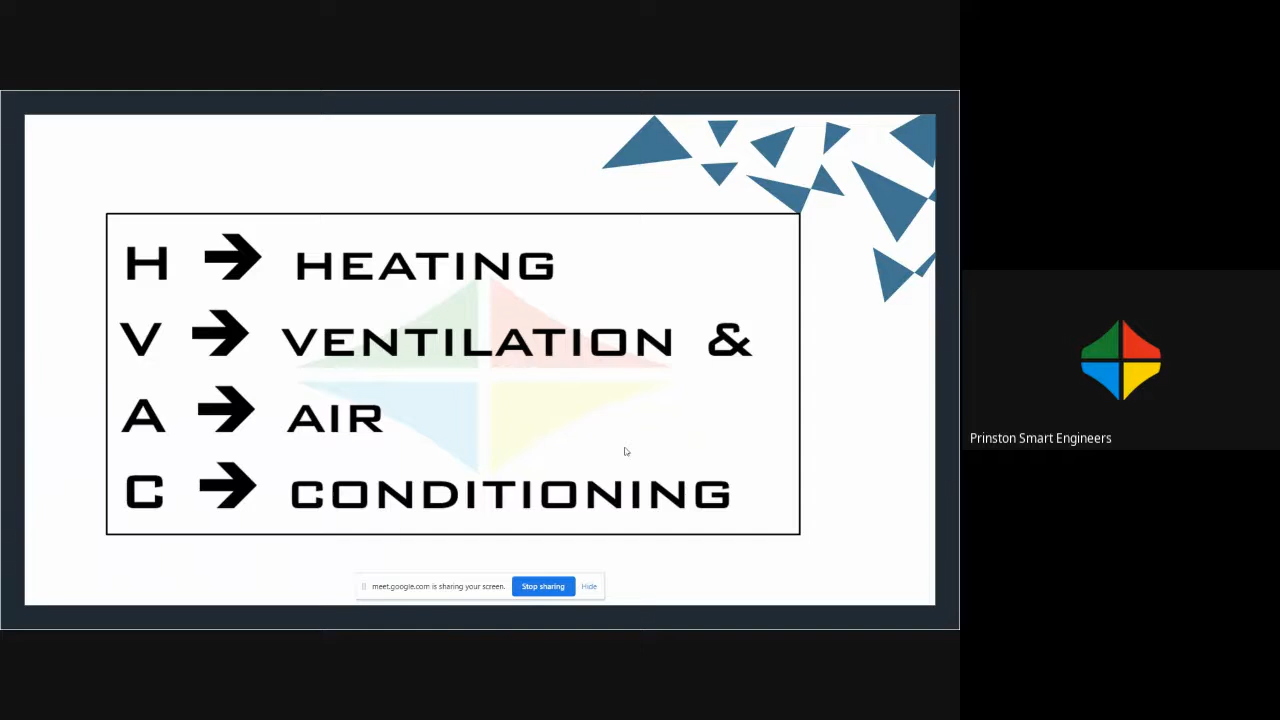 H → HEATING
V → VENTILATION &
A → AIR
C → CONDITIONING
meet.google.com is sharing your screen. Stop sharing Hide
Prinston Smart Engineers